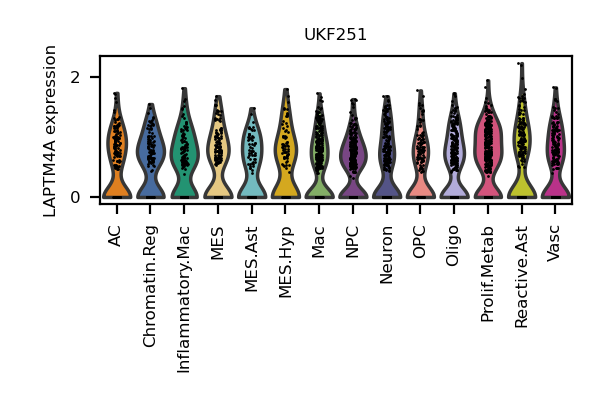 UKF251
LAPTM4A expression
2
0
AC
Chromatin.Reg
Inflammatory.Mac
MES
MES.Ast
MES.Hyp
Mac
NPC
Neuron
OPC
Oligo
Prolif.Metab
Reactive.Ast
Vasc